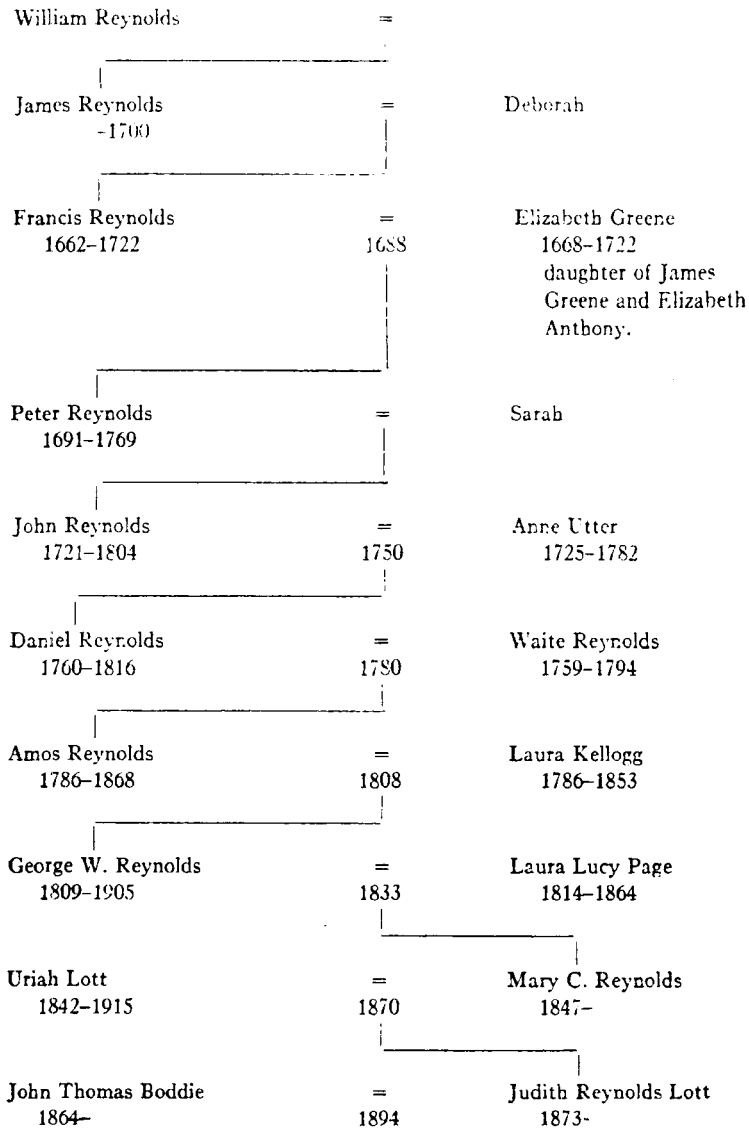 William Reynolds =
James Reynolds = Deborah
-1700
Francis Reynolds = Elizabeth Greene
1662–1722 1688 1668–1722
daughter of James
Greene and Elizabeth
Anthony.
Peter Reynolds = Sarah
1691–1769
John Reynolds = Anne Utter
1721–1804 1750 1725–1782
Daniel Reynolds = Waite Reynolds
1760–1816 1780 1759–1794
Amos Reynolds = Laura Kellogg
1786–1868 1808 1786–1853
George W. Reynolds = Laura Lucy Page
1809–1905 1833 1814–1864
Uriah Lott = Mary C. Reynolds
1842–1915 1870 1847–
John Thomas Boddie = Judith Reynolds Lott
1864– 1894 1873-